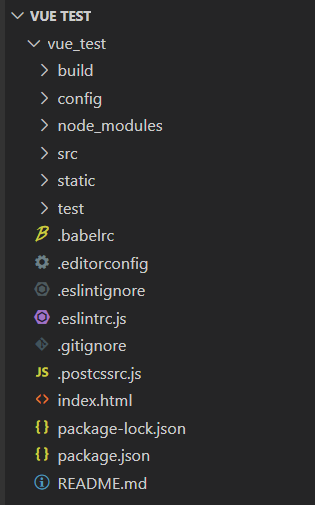 VUE TEST
vue_test
build
config
node_modules
src
static
test
.babelrc
.editorconfig
.eslintignore
.eslintrc.js
.gitignore
JS .postcssrc.js
index.html
package-lock.json
package.json
README.md